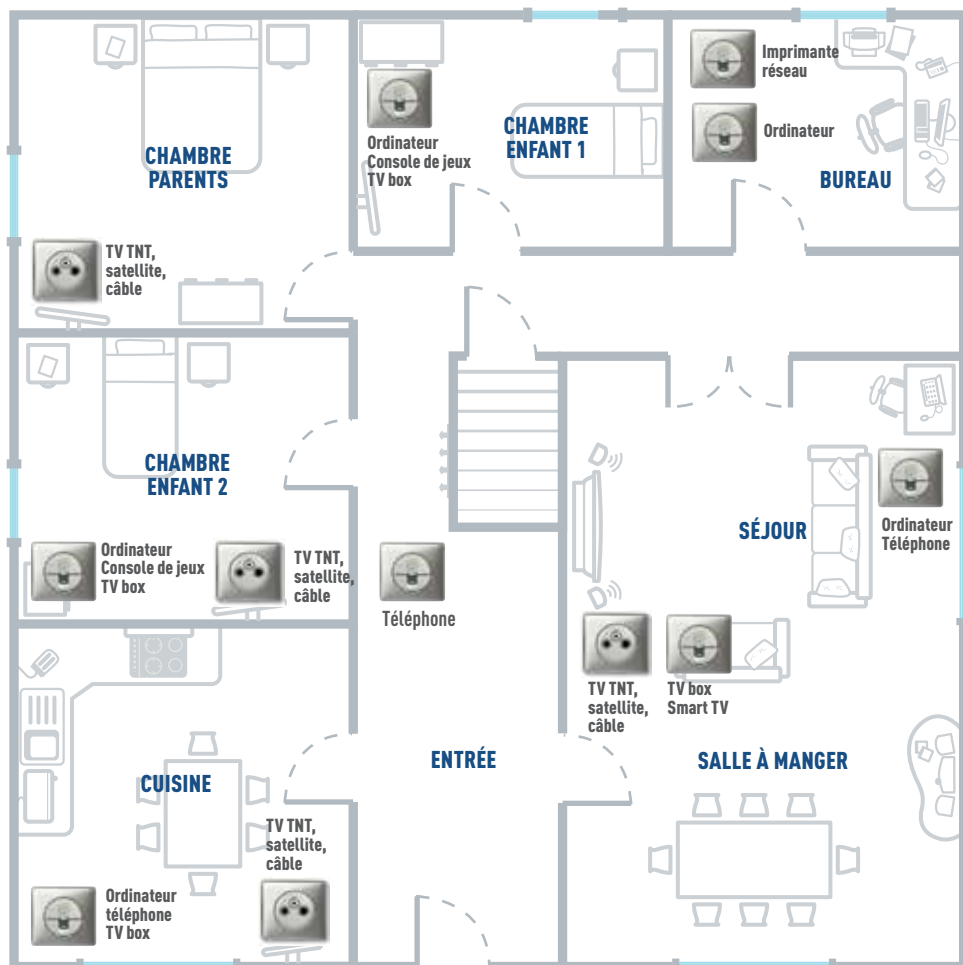 Imprimante
réseau
Ordinateur
BUREAU
Ordinateur
Console de jeux
TV box
CHAMBRE
ENFANT 1
CHAMBRE
PARENTS
TV TNT,
satellite,
câble
CHAMBRE
ENFANT 2
Ordinateur
Console de jeux
TV box
TV TNT,
satellite,
câble
Téléphone
SÉJOUR
Ordinateur
Téléphone
TV TNT,
satellite,
câble
TV box
Smart TV
ENTRÉE
SALLE À MANGER
CUISINE
TV TNT,
satellite,
câble
Ordinateur
téléphone
TV box